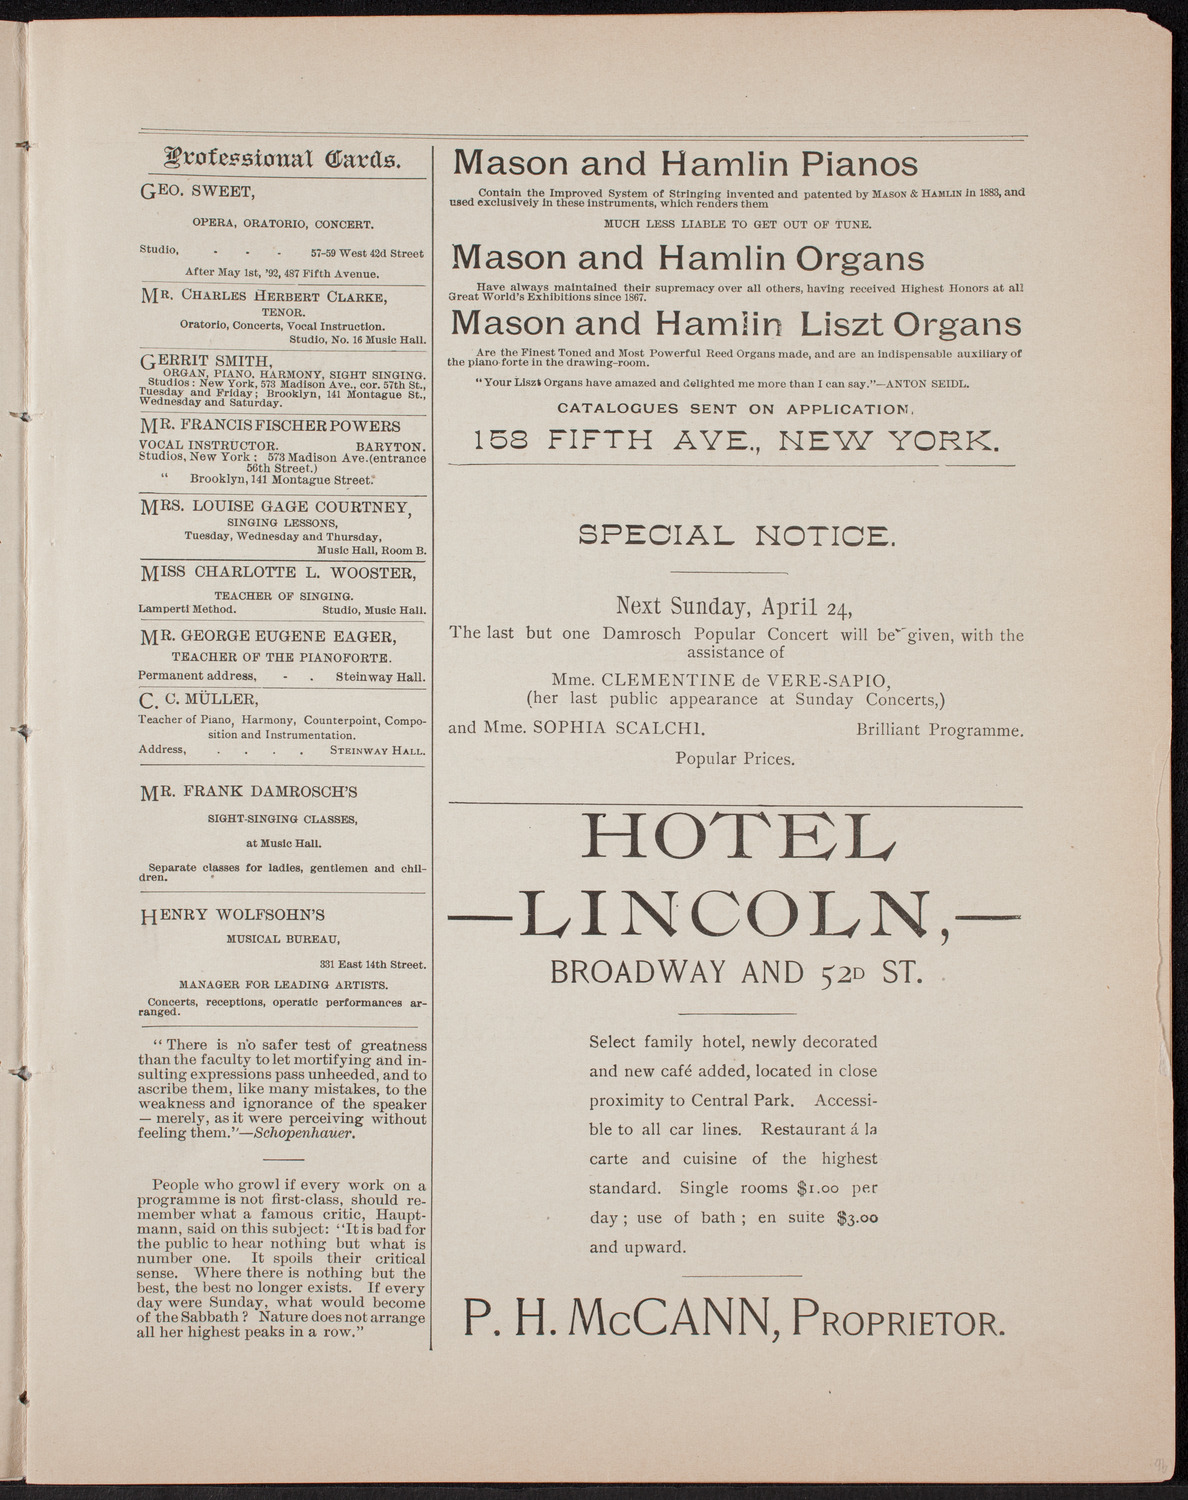 Professional Cards.
GEO. SWEET,
OPERA, ORATORIO, CONCERT.
Studio, - - - 57-59 West 42d Street
After May 1st, '92, 487 Fifth Avenue.
MR. CHARLES HERBERT CLARKE,
TENOR.
Oratorio, Concerts, Vocal Instruction.
Studio, No. 16 Music Hall.
GERRIT SMITH,
ORGAN, PIANO, HARMONY, SIGHT SINGING.
Studios: New York, 573 Madison Ave., cor. 57th St.,
Tuesday and Friday; Brooklyn, 141 Montague St.,
Wednesday and Saturday.
MR. FRANCIS FISCHER POWERS
VOCAL INSTRUCTOR. BARYTON.
Studios, New York: 573 Madison Ave.(entrance
56th Street.)
" Brooklyn, 141 Montague Street.
MRS. LOUISE GAGE COURTNEY,
SINGING LESSONS,
Tuesday, Wednesday and Thursday,
Music Hall, Room B.
MISS CHARLOTTE L. WOOSTER,
TEACHER OF SINGING.
Lamperti Method. Studio, Music Hall.
MR. GEORGE EUGENE EAGER,
TEACHER OF THE PIANOFORTE.
Permanent address, - . Steinway Hall.
C. C. MÜLLER,
Teacher of Piano, Harmony, Counterpoint, Compo-
sition and Instrumentation.
Address, . . . . STEINWAY HALL.
MR. FRANK DAMROSCH'S
SIGHT-SINGING CLASSES,
at Music Hall.
Separate classes for ladies, gentlemen and chil-
dren.
HENRY WOLFSOHN'S
MUSICAL BUREAU,
331 East 14th Street.
MANAGER FOR LEADING ARTISTS.
Concerts, receptions, operatic performances ar-
ranged.
"There is no safer test of greatness
than the faculty to let mortifying and in-
sulting expressions pass unheeded, and to
ascribe them, like many mistakes, to the
weakness and ignorance of the speaker
— merely, as it were perceiving without
feeling them."—Schopenhauer.
People who growl if every work on a
programme is not first-class, should re-
member what a famous critic, Haupt-
mann, said on this subject: "It is bad for
the public to hear nothing but what is
number one. It spoils their critical
sense. Where there is nothing but the
best, the best no longer exists. If every
day were Sunday, what would become
of the Sabbath? Nature does not arrange
all her highest peaks in a row."
Mason and Hamlin Pianos
Contain the Improved System of Stringing invented and patented by MASON & HAMLIN in 1883, and
used exclusively in these instruments, which renders them
MUCH LESS LIABLE TO GET OUT OF TUNE.
Mason and Hamlin Organs
Have always maintained their supremacy over all others, having received Highest Honors at all
Great World's Exhibitions since 1867.
Mason and Hamlin Liszt Organs
Are the Finest Toned and Most Powerful Reed Organs made, and are an indispensable auxiliary of
the piano-forte in the drawing-room.
"Your Liszt Organs have amazed and delighted me more than I can say."—ANTON SEIDL.
CATALOGUES SENT ON APPLICATION.
158 FIFTH AVE., NEW YORK.
SPECIAL NOTICE.
Next Sunday, April 24,
The last but one Damrosch Popular Concert will be given, with the
assistance of
Mme. CLEMENTINE de VERE-SAPIO,
(her last public appearance at Sunday Concerts,)
and Mme. SOPHIA SCALCHI. Brilliant Programme.
Popular Prices.
HOTEL
—LINCOLN,—
BROADWAY AND 52D ST.
Select family hotel, newly decorated
and new café added, located in close
proximity to Central Park. Accessi-
ble to all car lines. Restaurant á la
carte and cuisine of the highest
standard. Single rooms $1.00 per
day; use of bath; en suite $3.00
and upward.
P. H. McCANN, PROPRIETOR.